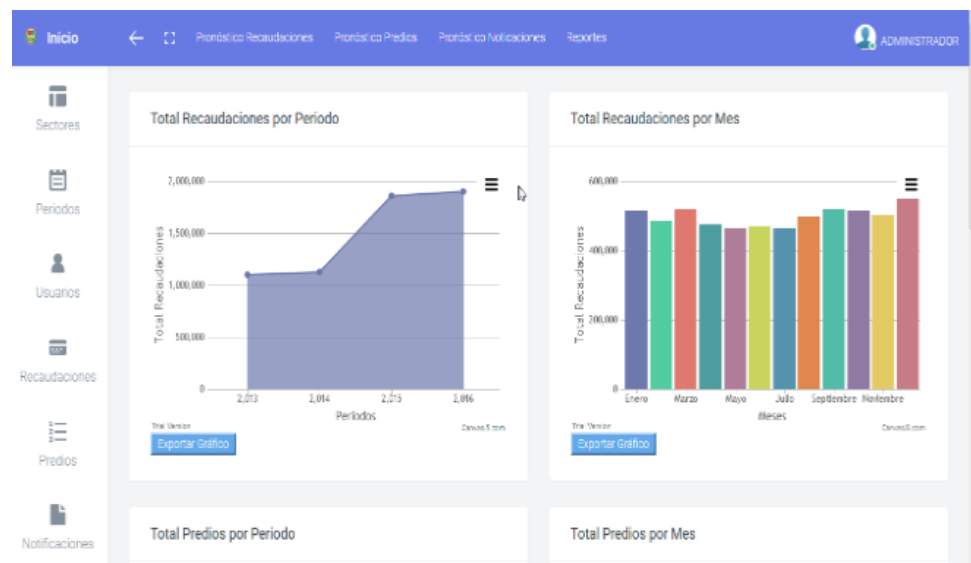 Inicio
Pronóstico Recaudaciones
Pronóstico Predios
Pronóstico Noticaciones
Reportes
ADMINISTRADOR
Sectores
Periodos
Usuarios
Recaudaciones
Predios
Notificaciones
Total Recaudaciones por Periodo
2,000,000
1,500,000
1,000,000
500,000
0
Total Recaudaciones
2,013
2,014
2,015
2,016
Períodos
Trial Version
CanvasJS.com
Exportar Gráfico
Total Recaudaciones por Mes
600,000
400,000
200,000
0
Total Recaudaciones
Enero
Marzo
Mayo
Julio
Septiembre
Noviembre
Meses
Trial Version
CanvasJS.com
Exportar Gráfico
Total Predios por Periodo
Total Predios por Mes